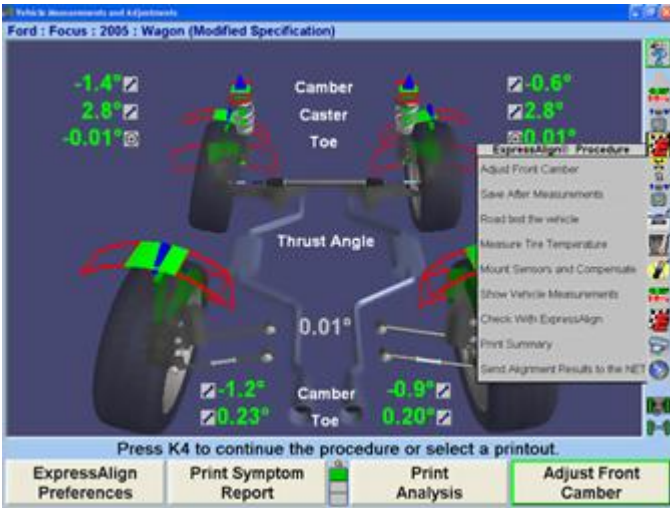 Vehicle Measurements and Adjustments
Ford : Focus : 2005 : Wagon (Modified Specification)
-1.4° Camber -0.6°
2.8° Caster 2.8°
-0.01° Toe 0.01°
ExpressAlign® Procedure
Adjust Front Camber
Save After Measurements
Road test the vehicle
Measure Tire Temperature
Mount Sensors and Compensate
Show Vehicle Measurements
Check With ExpressAlign
Print Summary
Send Alignment Results to the NET
Thrust Angle
0.01°
-1.2° Camber -0.9°
0.23° Toe 0.20°
Press K4 to continue the procedure or select a printout.
ExpressAlign Preferences
Print Symptom Report
Print Analysis
Adjust Front Camber